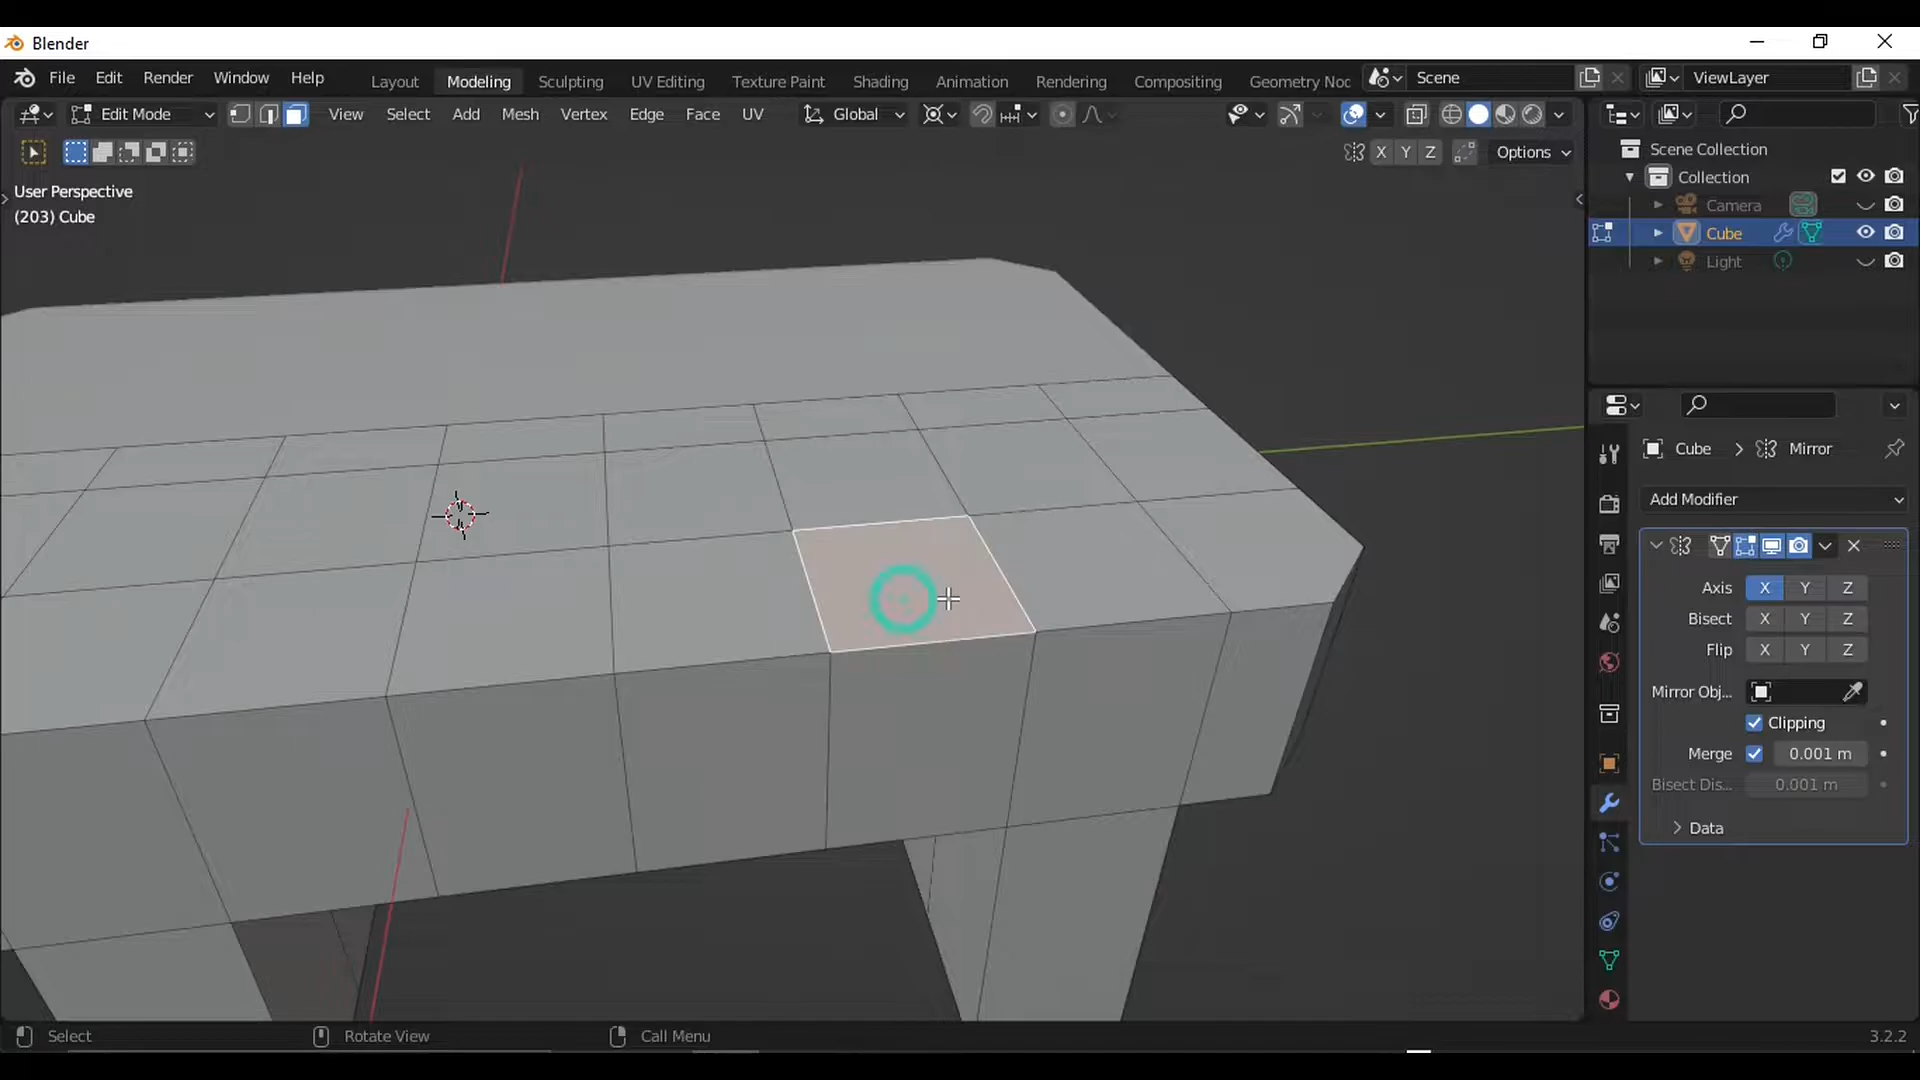 Blender
File Edit Render Window Help
Layout Modeling Sculpting UV Editing Texture Paint Shading Animation Rendering Compositing Geometry Noc
Scene
ViewLayer
Edit Mode
View Select Add Mesh Vertex Edge Face UV
Global
X Y Z
Options
User Perspective
(203) Cube
Scene Collection
Collection
Camera
Cube
Light
Cube > Mirror
Add Modifier
Axis X Y Z
Bisect X Y Z
Flip X Y Z
Mirror Obj...
Clipping
Merge 0.001 m
Bisect Dis... 0.001 m
Data
Select
Rotate View
Call Menu
3.2.2